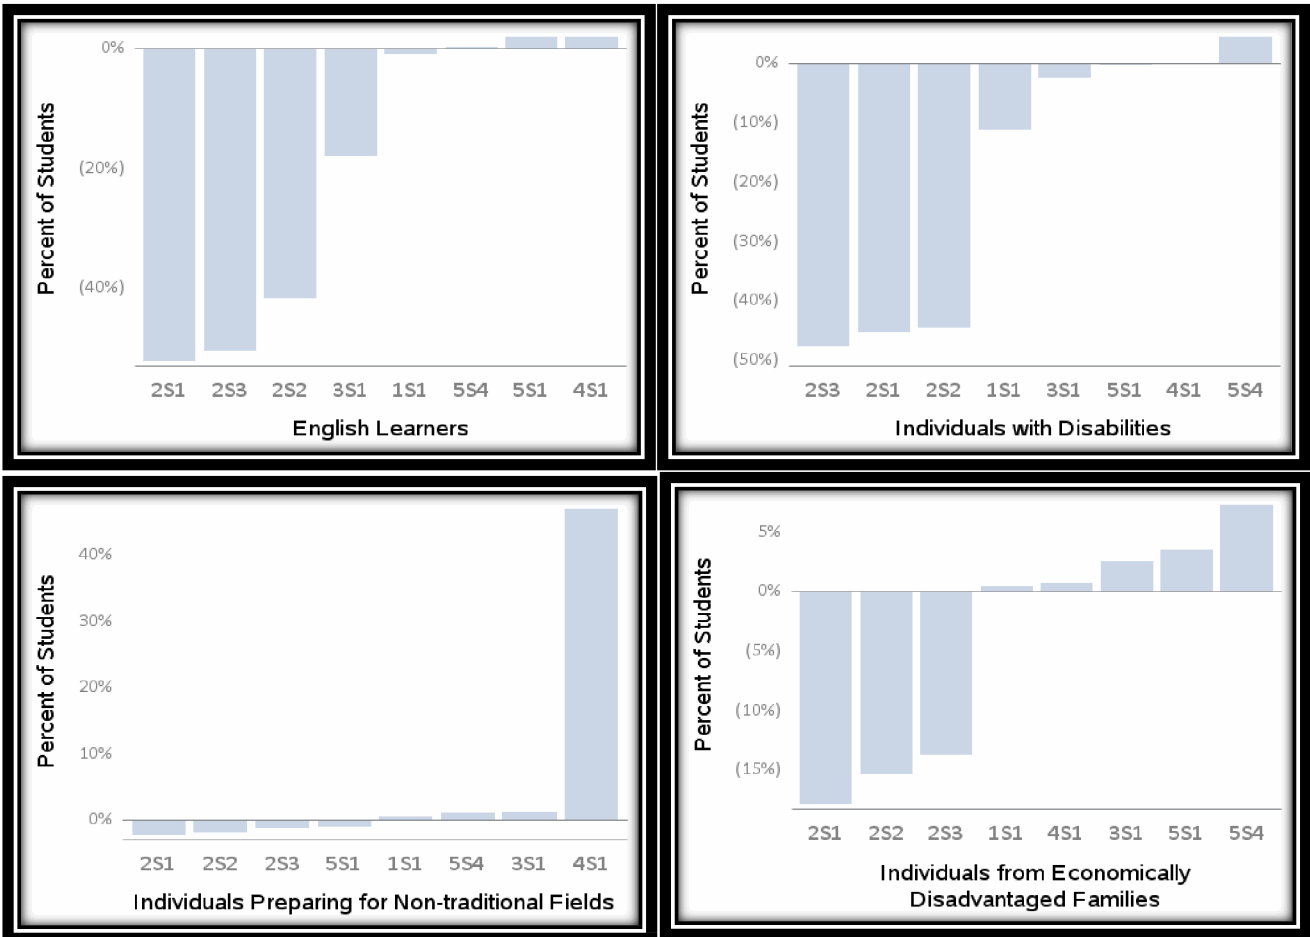 0%
(20%)
(40%)
Percent of Students
2S1 2S3 2S2 3S1 1S1 5S4 5S1 4S1
English Learners
0%
(10%)
(20%)
(30%)
(40%)
(50%)
Percent of Students
2S3 2S1 2S2 1S1 3S1 5S1 4S1 5S4
Individuals with Disabilities
40%
30%
20%
10%
0%
Percent of Students
2S1 2S2 2S3 5S1 1S1 5S4 3S1 4S1
Individuals Preparing for Non-traditional Fields
5%
0%
(5%)
(10%)
(15%)
Percent of Students
2S1 2S2 2S3 1S1 4S1 3S1 5S1 5S4
Individuals from Economically
Disadvantaged Families